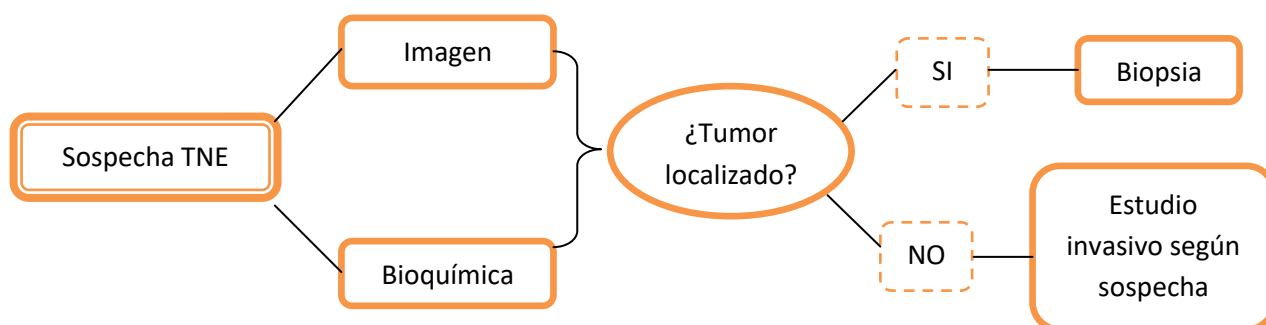 Sospecha TNE
Imagen
Bioquímica
¿Tumor
localizado?
SI
Biopsia
NO
Estudio
invasivo según
sospecha